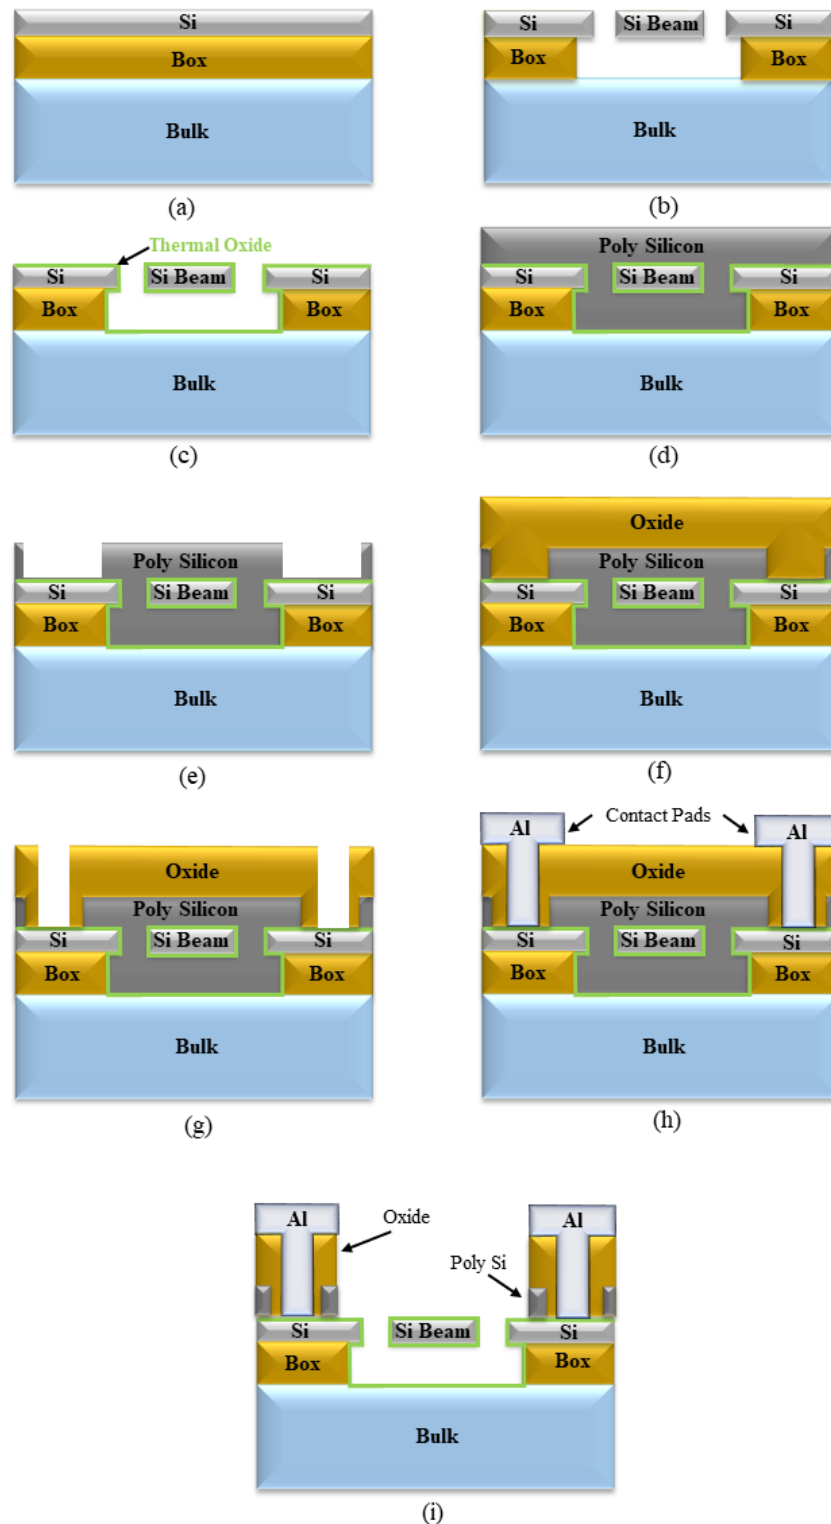 Si
Box
Bulk
(a)
Si Si Beam Si
Box Box
Bulk
(b)
Thermal Oxide
Si Si Beam Si
Box Box
Bulk
(c)
Poly Silicon
Si Si Beam Si
Box Box
Bulk
(d)
Poly Silicon
Si Si Beam Si
Box Box
Bulk
(e)
Oxide
Poly Silicon
Si Si Beam Si
Box Box
Bulk
(f)
Oxide
Poly Silicon
Si Si Beam Si
Box Box
Bulk
(g)
Contact Pads
Al Al
Oxide
Poly Silicon
Si Si Beam Si
Box Box
Bulk
(h)
Al Oxide Al
Poly Si
Si Si Beam Si
Box Box
Bulk
(i)